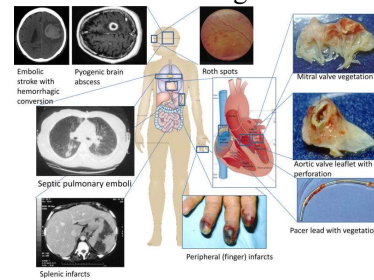 Embolic
stroke with
hemorrhagic
conversion
Pyogenic brain
abscess
Roth spots
Mitral valve vegetation
Septic pulmonary emboli
Aortic valve leaflet with
perforation
Pacer lead with vegetatio
Splenic infarcts
Peripheral (finger) infarcts